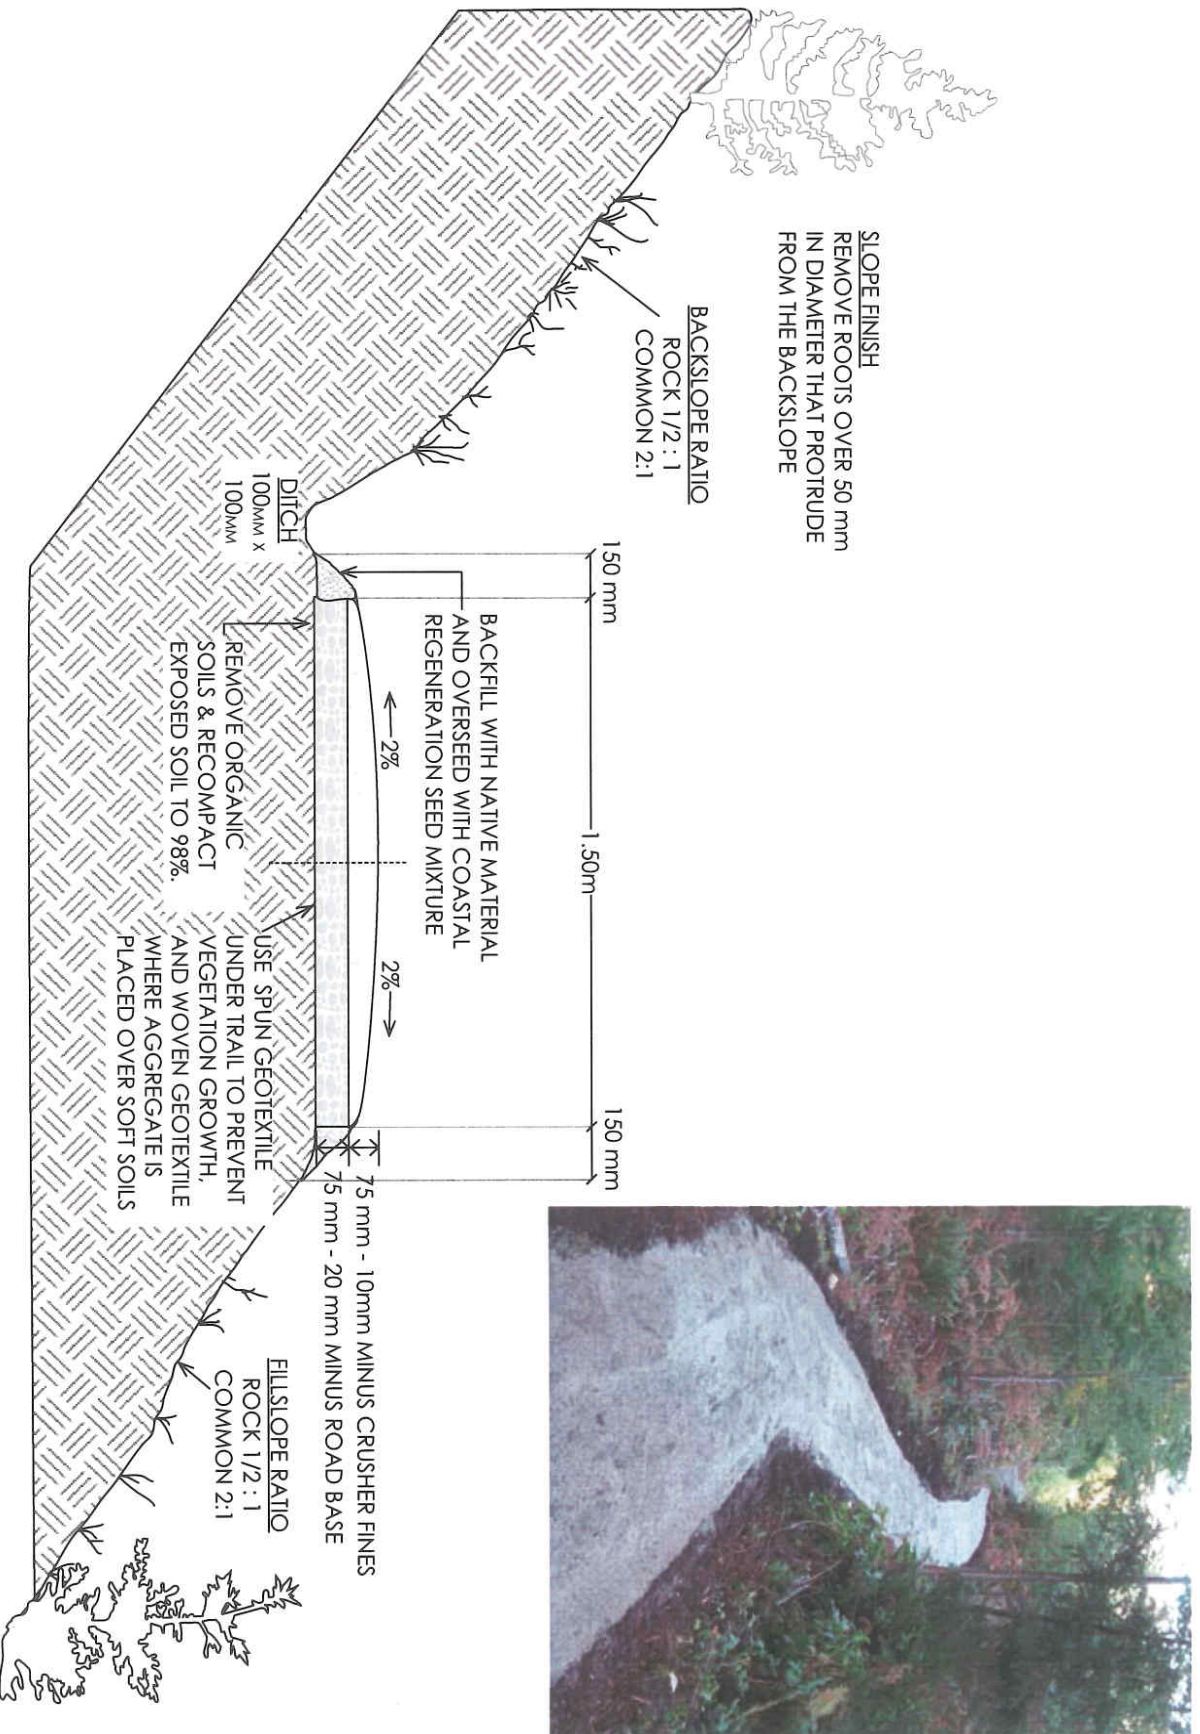 SLOPE FINISH
REMOVE ROOTS OVER 50 mm
IN DIAMETER THAT PROTRUDE
FROM THE BACKSLOPE
BACKSLOPE RATIO
ROCK 1/2 : 1
COMMON 2:1
150 mm
1.50m
150 mm
BACKFILL WITH NATIVE MATERIAL
AND OVERSEED WITH COASTAL
REGENERATION SEED MIXTURE
2%
2%
75 mm - 10mm MINUS CRUSHER FINES
75 mm - 20 mm MINUS ROAD BASE
DITCH
100MM X
100MM
REMOVE ORGANIC
SOILS & RECOMPACT
EXPOSED SOIL TO 98%.
USE SPUN GEOTEXTILE
UNDER TRAIL TO PREVENT
VEGETATION GROWTH,
AND WOVEN GEOTEXTILE
WHERE AGGREGATE IS
PLACED OVER SOFT SOILS
FILLSLOPE RATIO
ROCK 1/2 : 1
COMMON 2:1